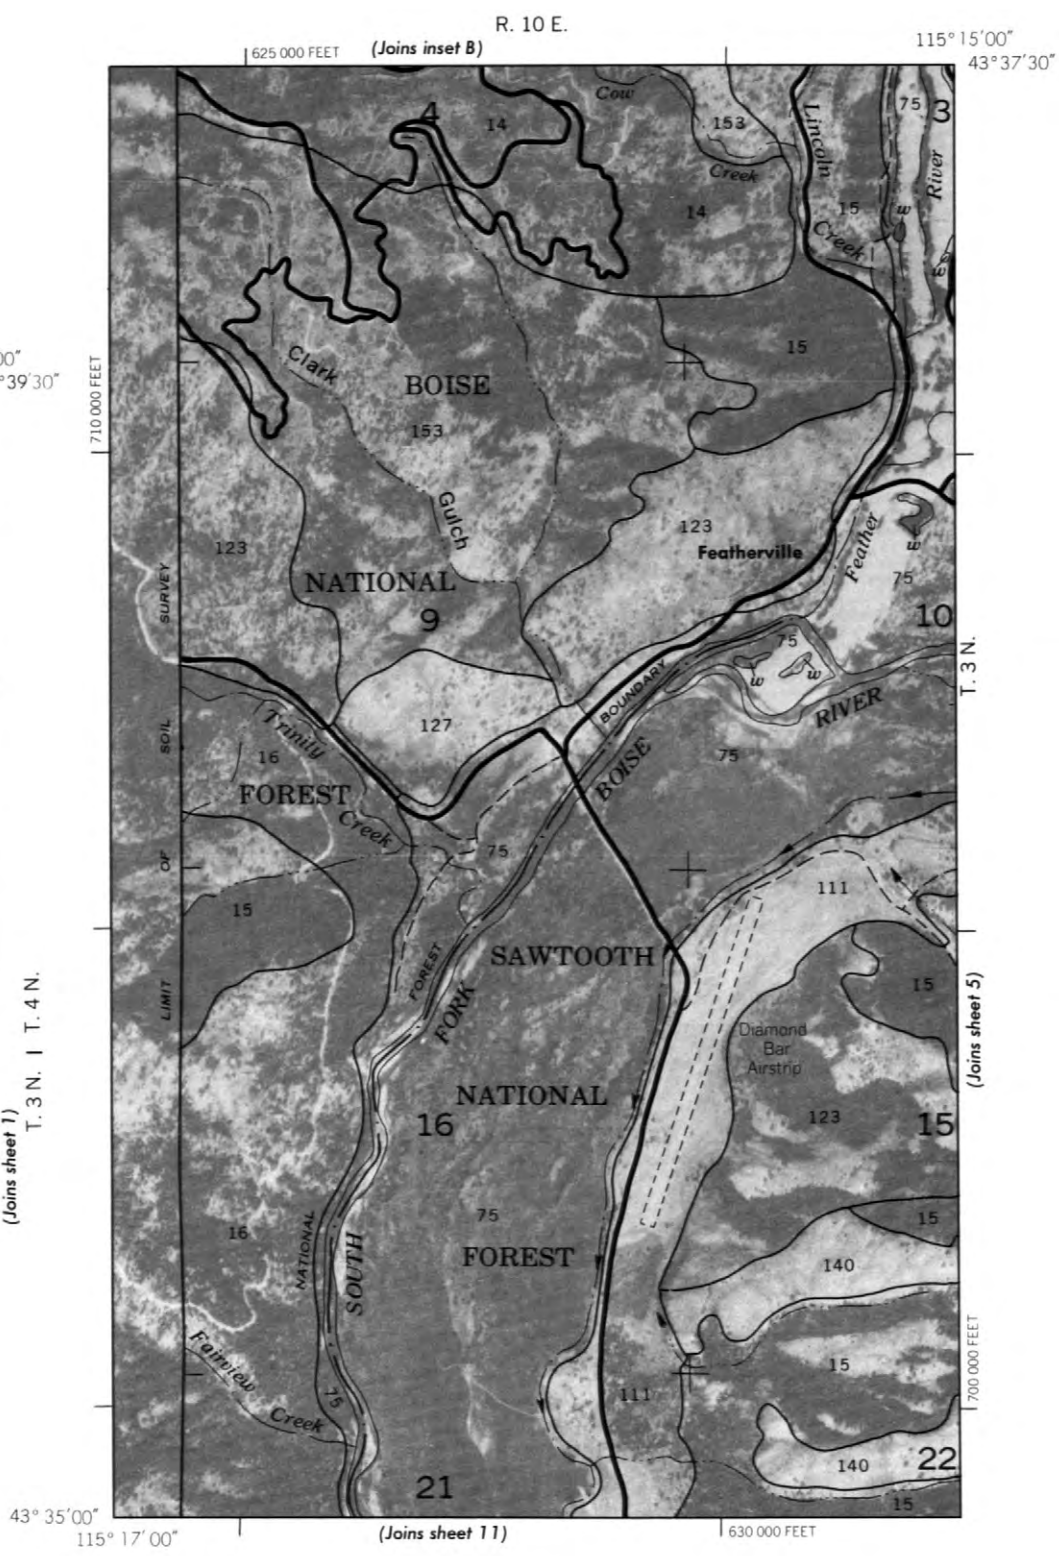 R. 10 E.
625 000 FEET
(Joins inset B)
115° 15' 00"
43° 37' 30"
Cow
4
14
153
Lincoln
75
3
Creek
River
14
15
w
Creek
w
00"
°39'30"
Clark
15
710 000 FEET
BOISE
153
Gulch
123
Featherville
Feather
w
123
75
SURVEY
NATIONAL
9
10
75
w
w
T. 3 N.
BOUNDARY
127
RIVER
Trinity
SOIL
16
BOISE
75
FOREST
Creek
75
OF
111
15
SAWTOOTH
FOREST
LIMIT
FORK
15
T. 3 N. | T. 4 N.
(Joins sheet 5)
Diamond
Bar
Airstrip
NATIONAL
(Joins sheet 1)
16
123
15
75
15
16
NATIONAL
SOUTH
FOREST
140
700 000 FEET
Fairview
15
75
111
Creek
140
22
21
15
43° 35' 00"
115° 17' 00"
(Joins sheet 11)
630 000 FEET